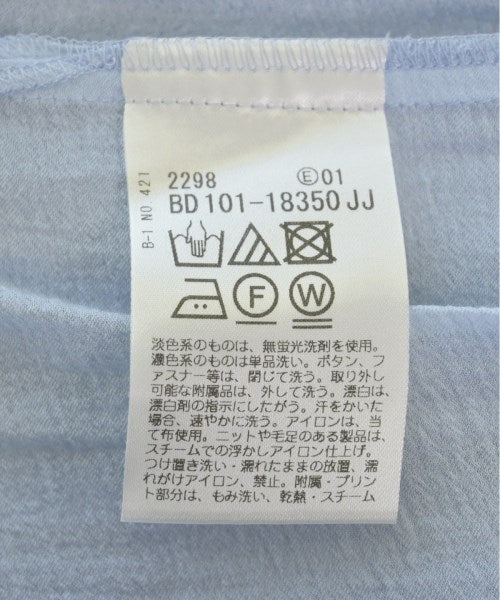 B-1 NO 421
2298 Ⓔ01
BD 101-18350 JJ
F W
淡色系のものは、無蛍光洗剤を使用。
濃色系のものは単品洗い。ボタン、フ
ァスナー等は、閉じて洗う。取り外し
可能な附属品は、外して洗う。漂白は、
漂白剤の指示にしたがう。汗をかいた
場合、速やかに洗う。アイロンは、当
て布使用。ニットや毛足のある製品は、
スチームでの浮かしアイロン仕上げ。
つけ置き洗い・濡れたままの放置、濡
れがけアイロン、禁止。附属・プリン
ト部分は、もみ洗い、乾熱・スチーム